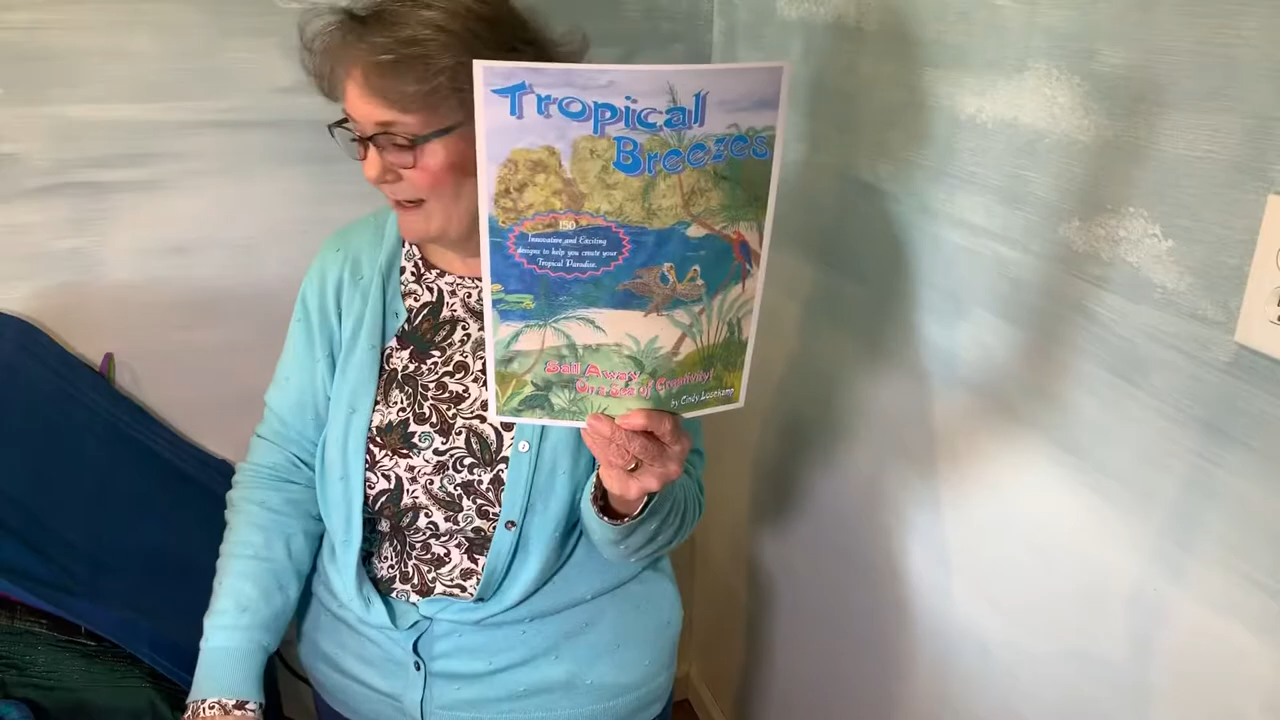 Tropical
Breezes
150
Innovative and Exciting
designs to help you create your
Tropical Paradise.
Sail Away
On a Sea of Creativity!
by Cindy Losekamp